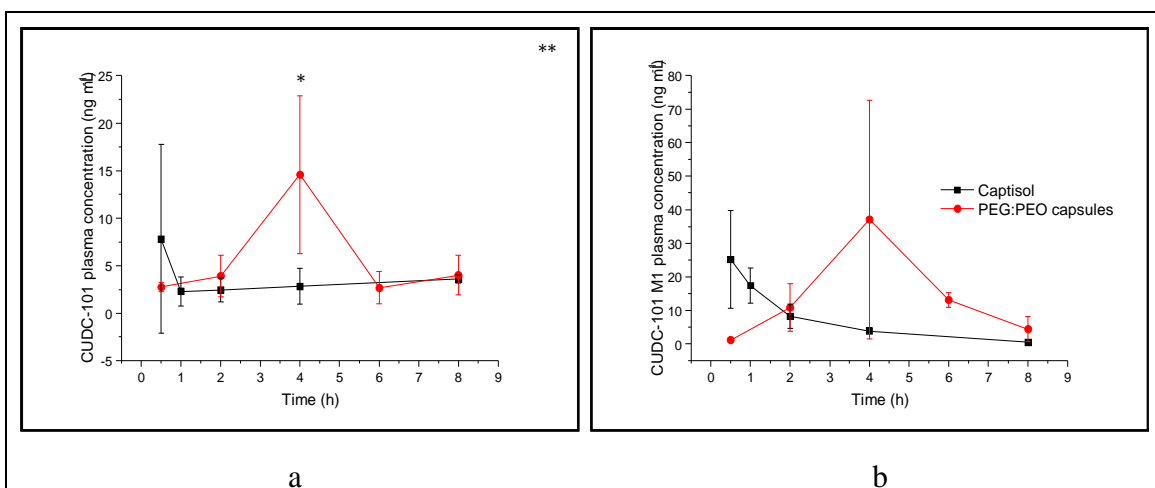 **
*
CUDC-101 plasma concentration (ng mL)
25
20
15
10
5
0
-5
0 1 2 3 4 5 6 7 8 9
Time (h)
a
CUDC-101 M1 plasma concentration (ng mL)
80
70
60
50
40
30
20
10
0
0 1 2 3 4 5 6 7 8 9
Time (h)
Captisol
PEG:PEO capsules
b